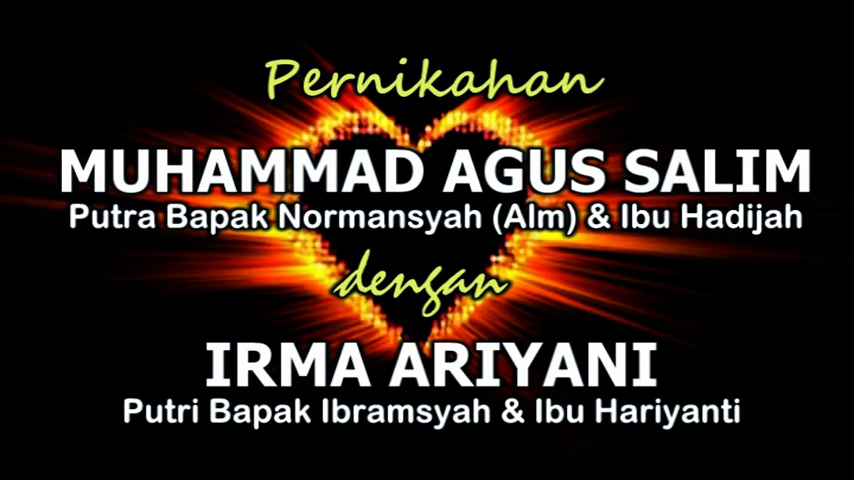 Pernikahan
MUHAMMAD AGUS SALIM
Putra Bapak Normansyah (Alm) & Ibu Hadijah
dengan
IRMA ARIYANI
Putri Bapak Ibramsyah & Ibu Hariyanti